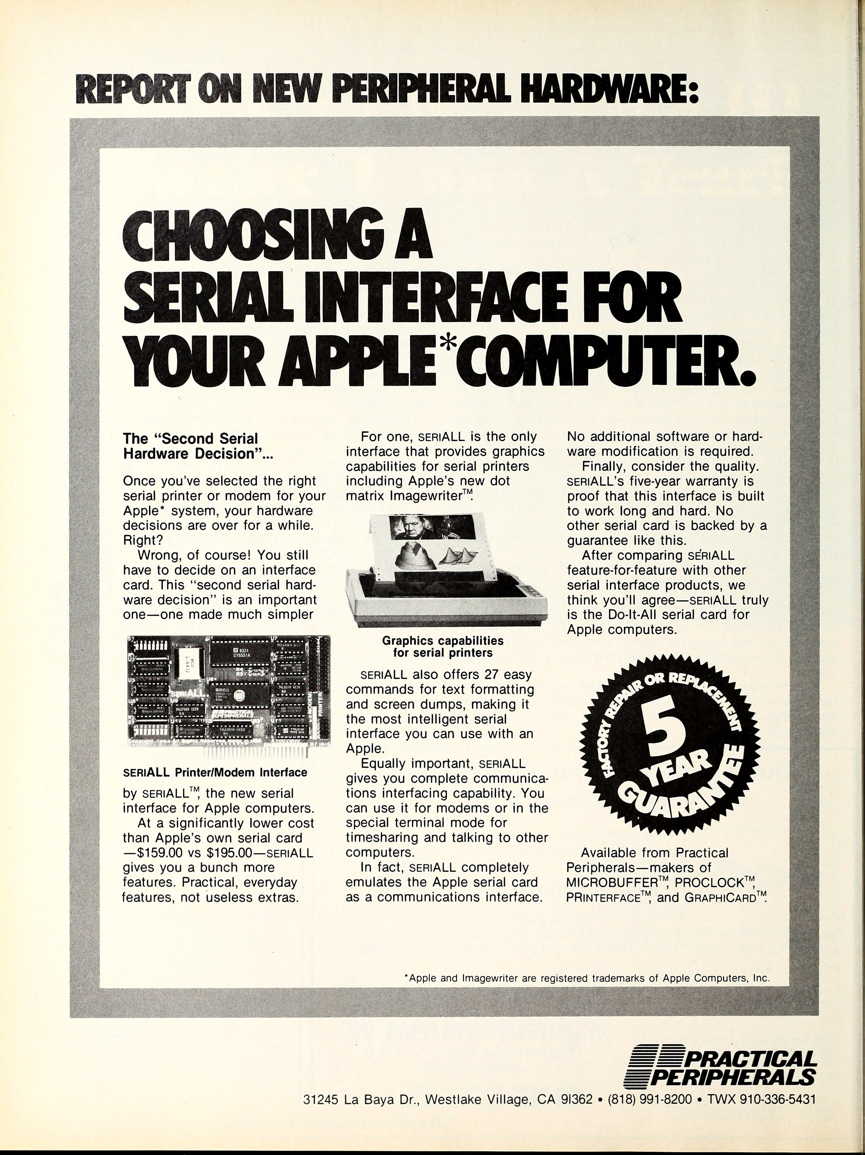 REPORT ON NEW PERIPHERAL HARDWARE:
CHOOSING A
SERIAL INTERFACE FOR
YOUR APPLE* COMPUTER.
The “Second Serial
Hardware Decision”...
Once you've selected the right
serial printer or modem for your
Apple* system, your hardware
decisions are over for a while.
Right?
Wrong, of course! You still
have to decide on an interface
card. This “second serial hard-
ware decision” is an important
one—one made much simpler
SERIALL
SERIALL Printer/Modem Interface
by SERIALL™, the new serial
interface for Apple computers.
At a significantly lower cost
than Apple's own serial card
—$159.00 vs $195.00—SERIALL
gives you a bunch more
features. Practical, everyday
features, not useless extras.
For one, SERIALL is the only
interface that provides graphics
capabilities for serial printers
including Apple's new dot
matrix Imagewriter™.
Graphics capabilities
for serial printers
SERIALL also offers 27 easy
commands for text formatting
and screen dumps, making it
the most intelligent serial
interface you can use with an
Apple.
Equally important, SERIALL
gives you complete communica-
tions interfacing capability. You
can use it for modems or in the
special terminal mode for
timesharing and talking to other
computers.
In fact, SERIALL completely
emulates the Apple serial card
as a communications interface.
No additional software or hard-
ware modification is required.
Finally, consider the quality.
SERIALL's five-year warranty is
proof that this interface is built
to work long and hard. No
other serial card is backed by a
guarantee like this.
After comparing SERIALL
feature-for-feature with other
serial interface products, we
think you'll agree—SERIALL truly
is the Do-It-All serial card for
Apple computers.
FACTORY REPAIR OR REPLACEMENT
5
YEAR
GUARANTEE
Available from Practical
Peripherals—makers of
MICROBUFFER™, PROCLOCK™,
PRINTERFACE™, and GRAPHICARD™.
*Apple and Imagewriter are registered trademarks of Apple Computers, Inc.
PRACTICAL
PERIPHERALS
31245 La Baya Dr., Westlake Village, CA 91362 • (818) 991-8200 • TWX 910-336-5431